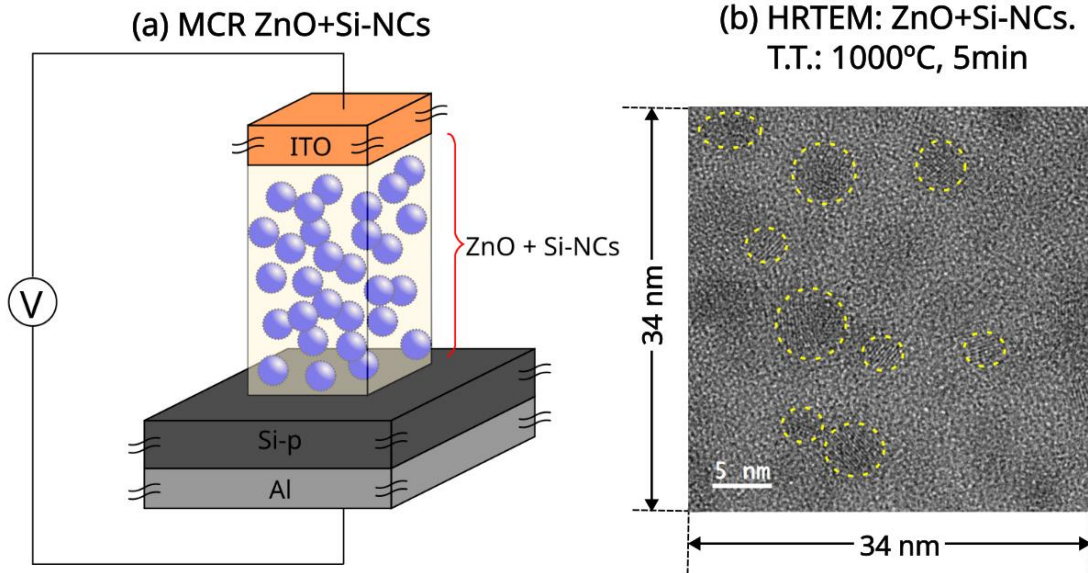 (a) MCR ZnO+Si-NCs
ITO
ZnO + Si-NCs
V
Si-p
Al
(b) HRTEM: ZnO+Si-NCs.
T.T.: 1000ºC, 5min
34 nm
5 nm
34 nm